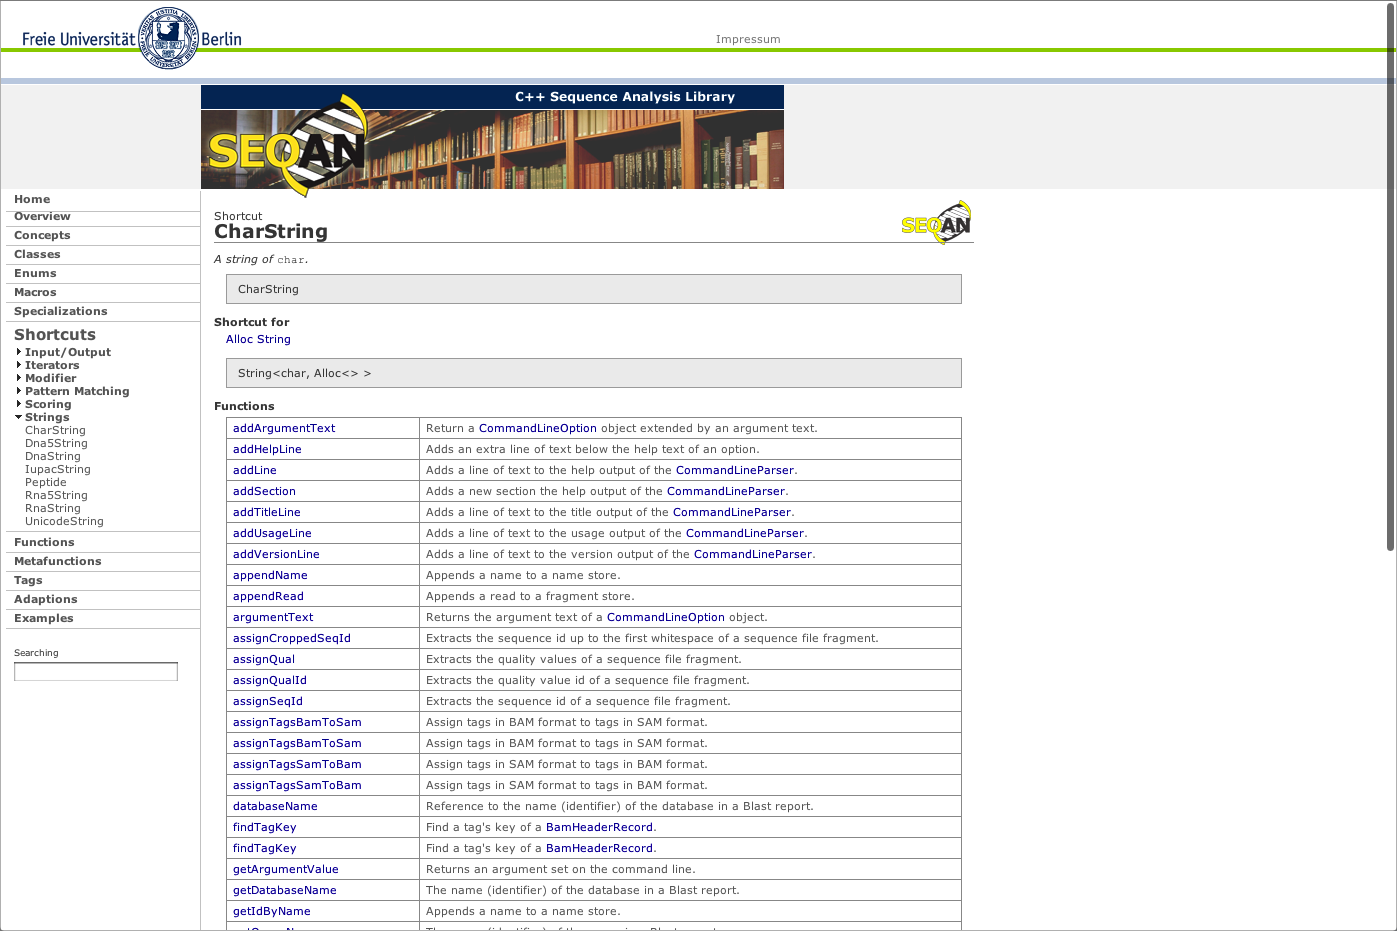 Freie Universität Berlin
Impressum
C++ Sequence Analysis Library
SEQAN
Home
Overview
Concepts
Classes
Enums
Macros
Specializations
Shortcuts
Input/Output
Iterators
Modifier
Pattern Matching
Scoring
Strings
CharString
Dna5String
DnaString
IupacString
Peptide
Rna5String
RnaString
UnicodeString
Functions
Metafunctions
Tags
Adaptions
Examples
Searching
Shortcut
CharString
SEQAN
A string of char.
CharString
Shortcut for
Alloc String
String<char, Alloc<> >
Functions
addArgumentText Return a CommandLineOption object extended by an argument text.
addHelpLine Adds an extra line of text below the help text of an option.
addLine Adds a line of text to the help output of the CommandLineParser.
addSection Adds a new section the help output of the CommandLineParser.
addTitleLine Adds a line of text to the title output of the CommandLineParser.
addUsageLine Adds a line of text to the usage output of the CommandLineParser.
addVersionLine Adds a line of text to the version output of the CommandLineParser.
appendName Appends a name to a name store.
appendRead Appends a read to a fragment store.
argumentText Returns the argument text of a CommandLineOption object.
assignCroppedSeqId Extracts the sequence id up to the first whitespace of a sequence file fragment.
assignQual Extracts the quality values of a sequence file fragment.
assignQualId Extracts the quality value id of a sequence file fragment.
assignSeqId Extracts the sequence id of a sequence file fragment.
assignTagsBamToSam Assign tags in BAM format to tags in SAM format.
assignTagsBamToSam Assign tags in BAM format to tags in SAM format.
assignTagsSamToBam Assign tags in SAM format to tags in BAM format.
assignTagsSamToBam Assign tags in SAM format to tags in BAM format.
databaseName Reference to the name (identifier) of the database in a Blast report.
findTagKey Find a tag's key of a BamHeaderRecord.
findTagKey Find a tag's key of a BamHeaderRecord.
getArgumentValue Returns an argument set on the command line.
getDatabaseName The name (identifier) of the database in a Blast report.
getIdByName Appends a name to a name store.